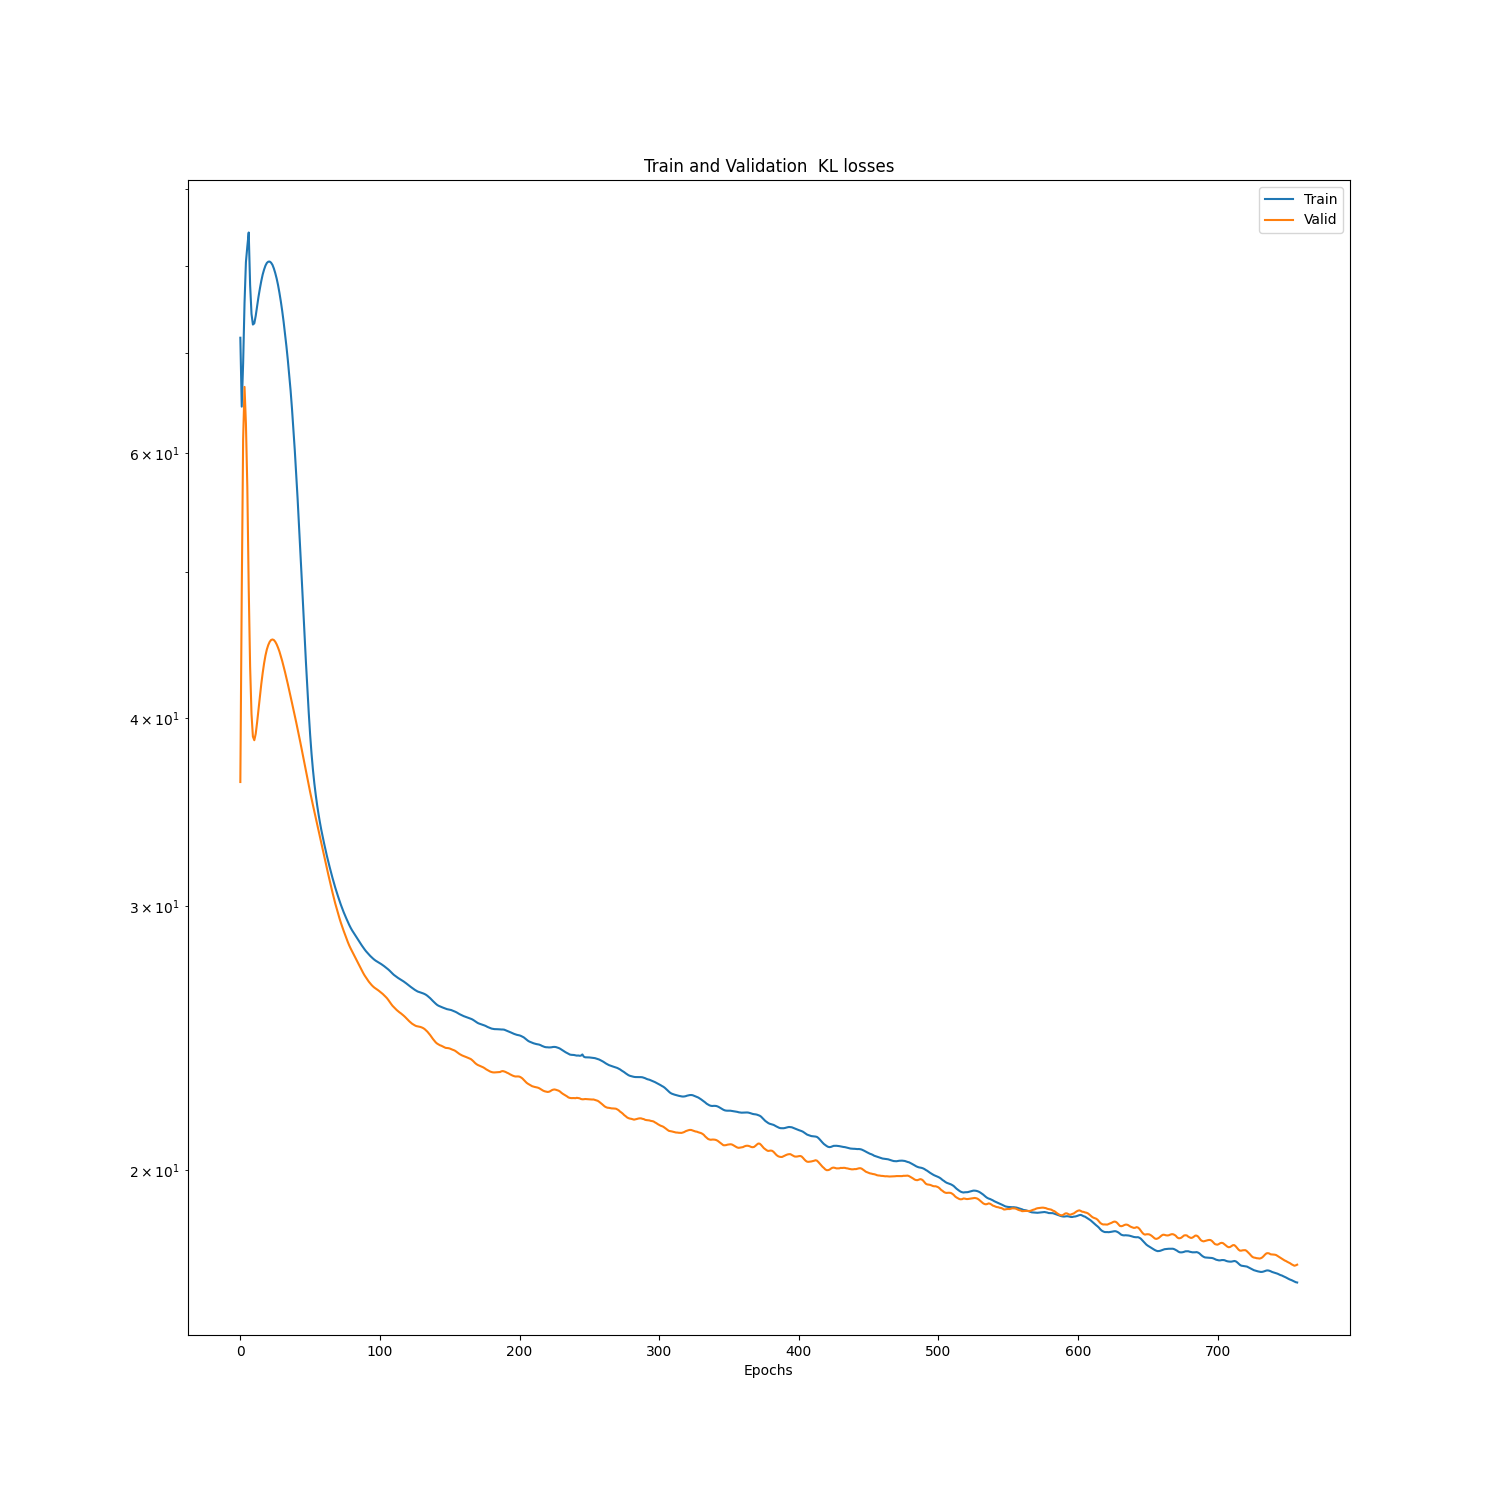 Train and Validation  KL losses
Train
Valid
6 × 10¹
4 × 10¹
3 × 10¹
2 × 10¹
0 100 200 300 400 500 600 700
Epochs